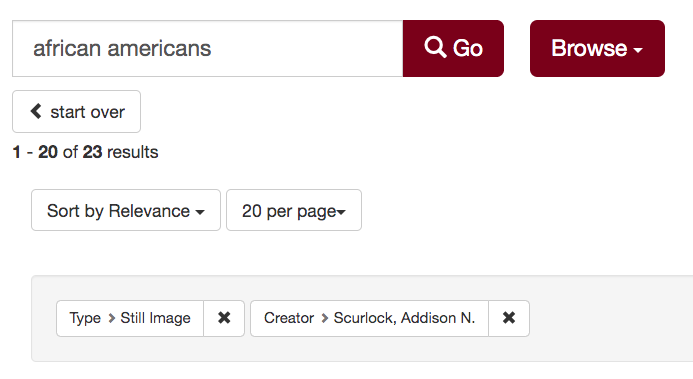 african americans Go Browse
start over
1 - 20 of 23 results
Sort by Relevance 20 per page
Type > Still Image ✖ Creator > Scurlock, Addison N. ✖